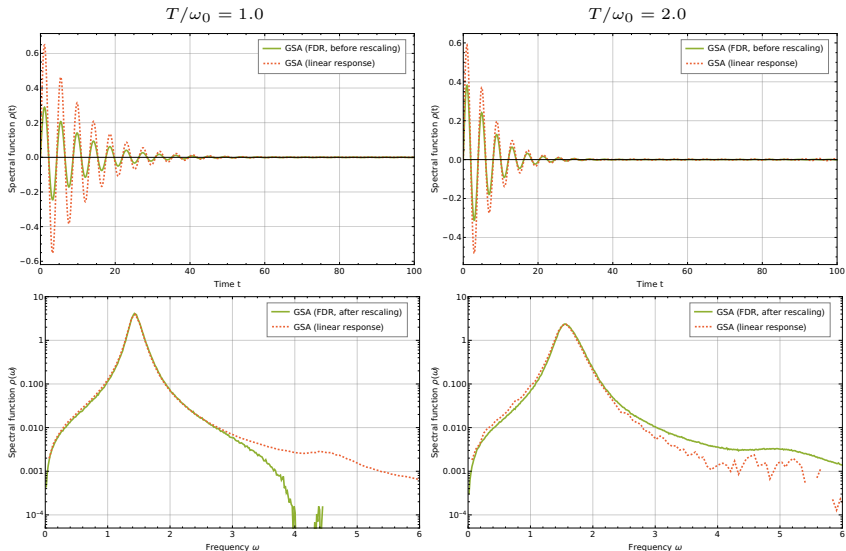 T/ω₀ = 1.0
T/ω₀ = 2.0
GSA (FDR, before rescaling)
GSA (linear response)
Spectral function ρ(t)
0.6
0.4
0.2
0.0
−0.2
−0.4
−0.6
0 20 40 60 80 100
Time t
GSA (FDR, before rescaling)
GSA (linear response)
Spectral function ρ(t)
0.6
0.4
0.2
0.0
−0.2
−0.4
0 20 40 60 80 100
Time t
GSA (FDR, after rescaling)
GSA (linear response)
Spectral function ρ(ω)
10
1
0.100
0.010
0.001
10⁻⁴
0 1 2 3 4 5 6
Frequency ω
GSA (FDR, after rescaling)
GSA (linear response)
Spectral function ρ(ω)
10
1
0.100
0.010
0.001
10⁻⁴
0 1 2 3 4 5 6
Frequency ω